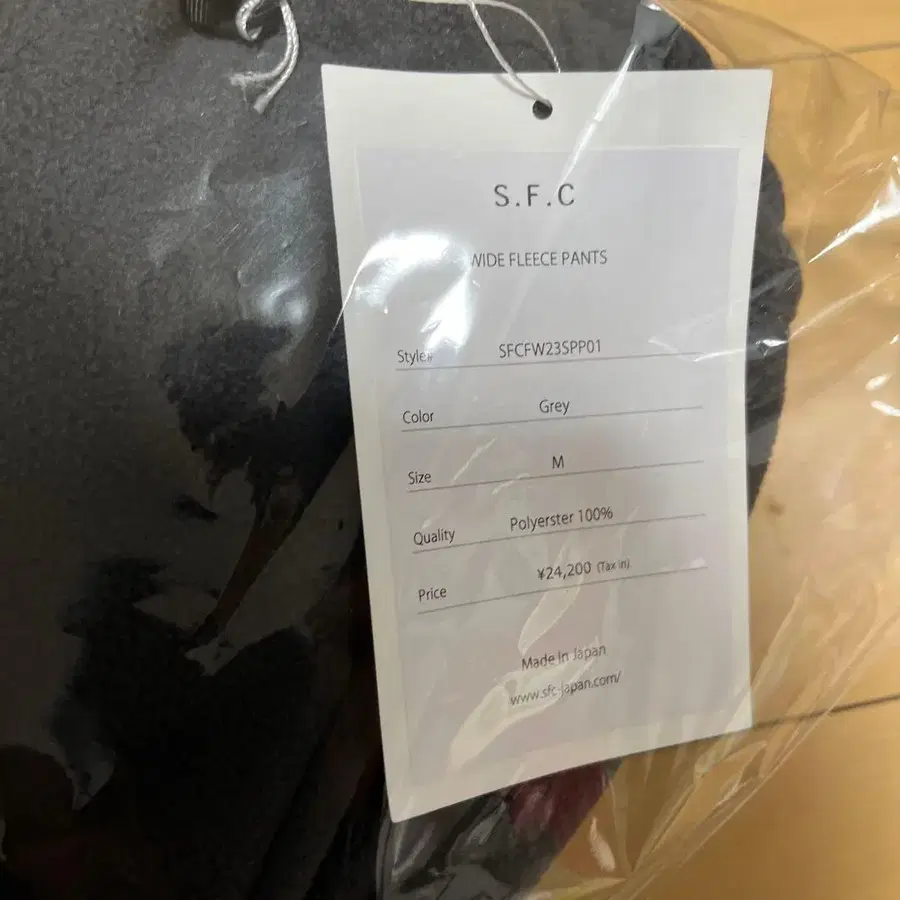 S.F.C
WIDE FLEECE PANTS
Style# SFCFW23SPP01
Color Grey
Size M
Quality Polyerster 100%
Price ¥24,200 (Tax in)
Made In Japan
www.sfc-japan.com/